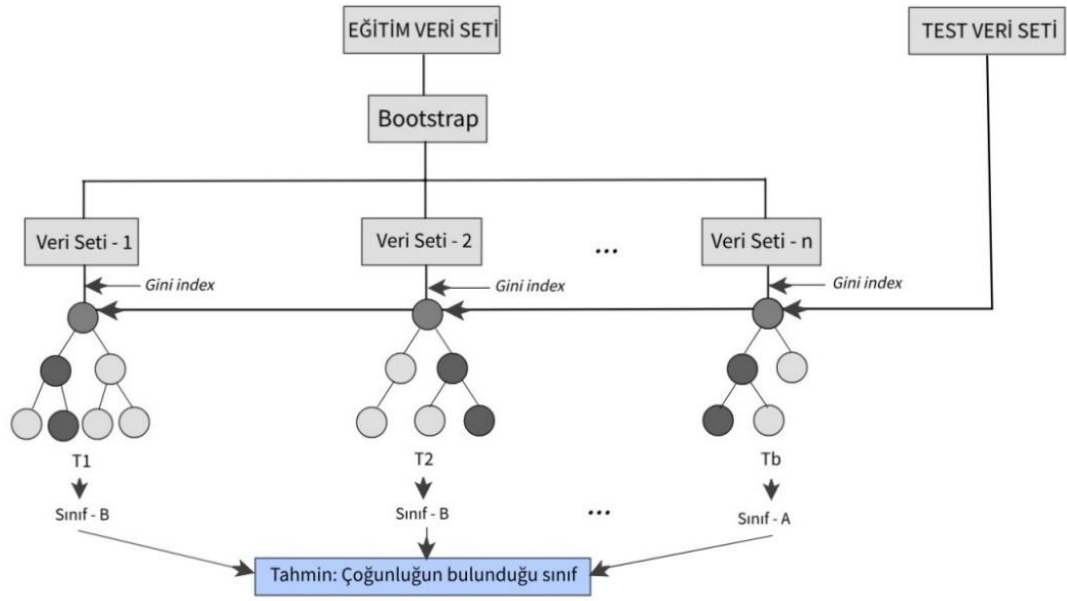 EĞİTİM VERİ SETİ
TEST VERİ SETİ
Bootstrap
Veri Seti - 1
Veri Seti - 2
...
Veri Seti - n
Gini index
Gini index
Gini index
T1
T2
Tb
Sınıf - B
Sınıf - B
...
Sınıf - A
Tahmin: Çoğunluğun bulunduğu sınıf